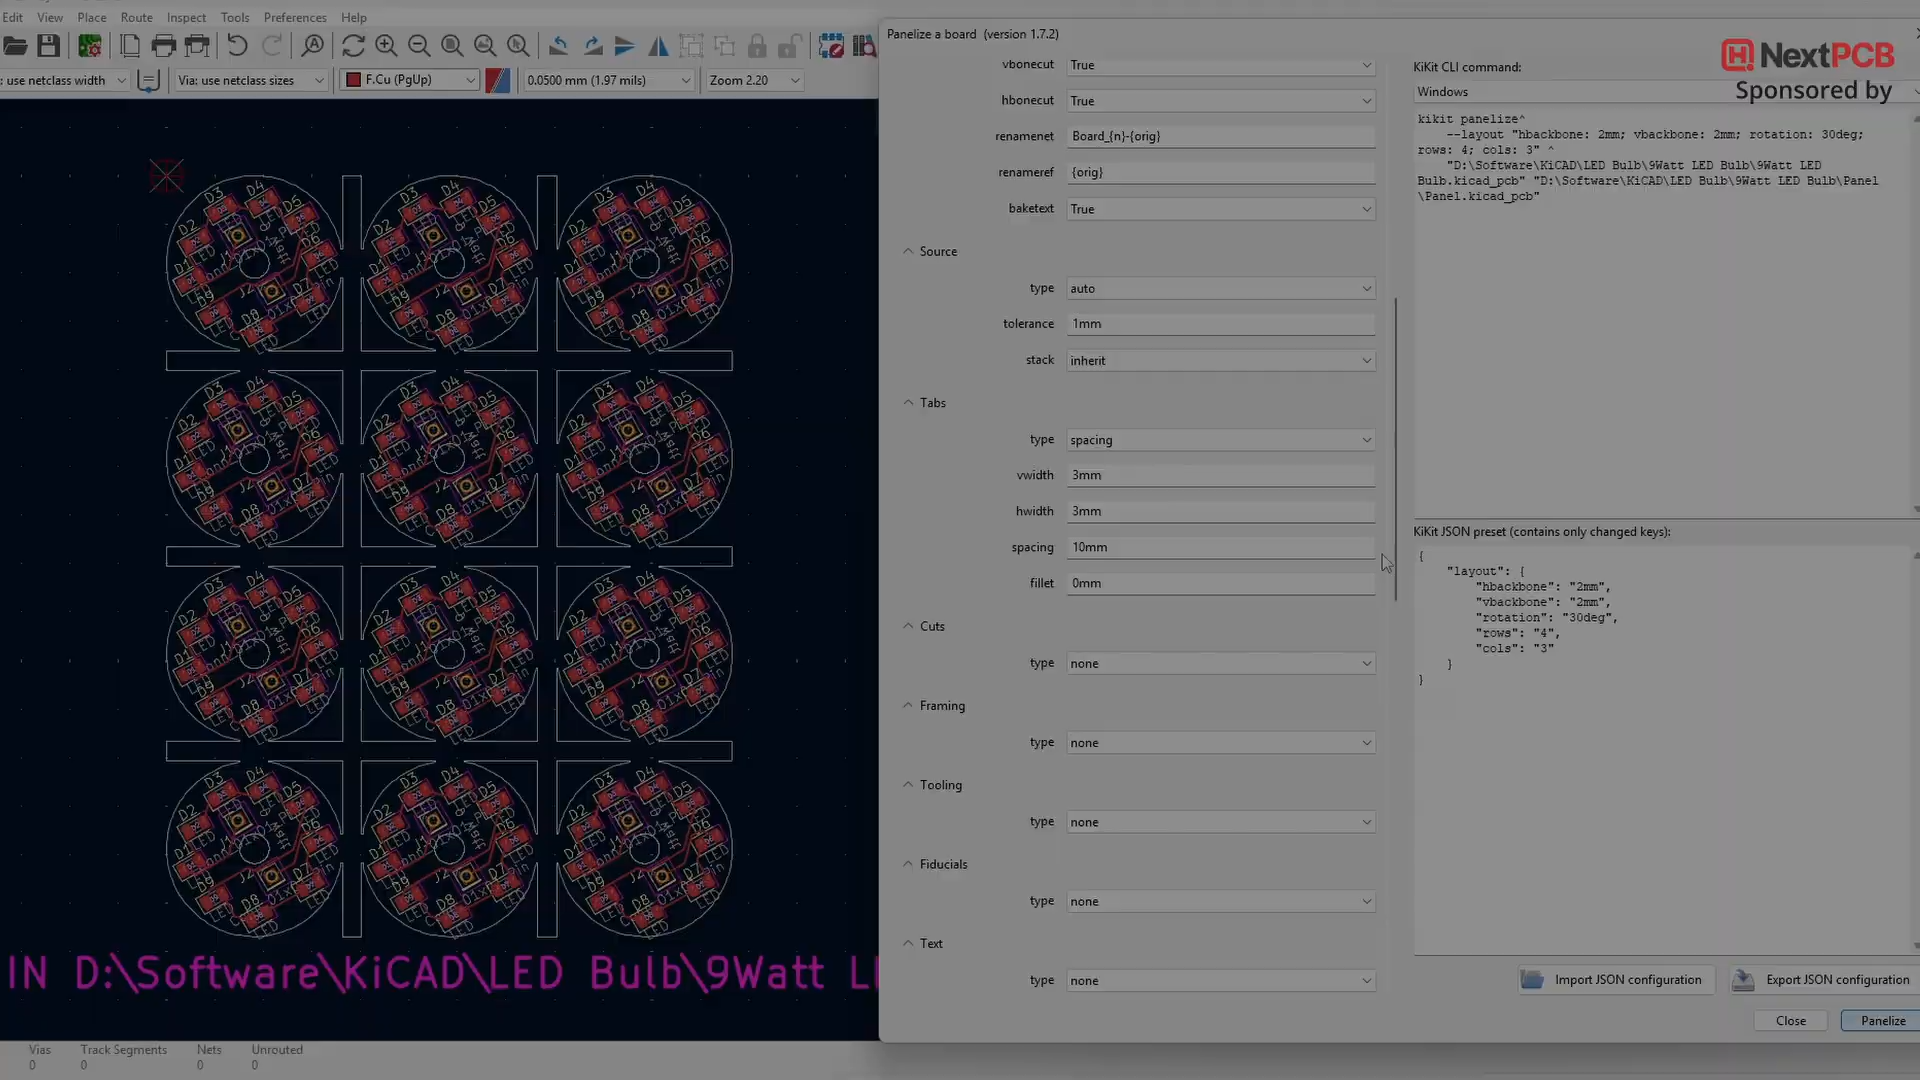 Edit View Place Route Inspect Tools Preferences Help
: use netclass width
Via: use netclass sizes
F.Cu (PgUp)
0.0500 mm (1.97 mils)
Zoom 2.20
IN D:\Software\KiCAD\LED Bulb\9Watt
Vias Track Segments Nets Unrouted
0 0 0 0
Panelize a board (version 1.7.2)
vbonecut True
hbonecut True
renamenet Board_{n}-{orig}
renameref {orig}
baketext True
Source
type auto
tolerance 1mm
stack inherit
Tabs
type spacing
vwidth 3mm
hwidth 3mm
spacing 10mm
fillet 0mm
Cuts
type none
Framing
type none
Tooling
type none
Fiducials
type none
Text
type none
NextPCB
Sponsored by
KiKit CLI command:
Windows
kikit panelize^
--layout "hbackbone: 2mm; vbackbone: 2mm; rotation: 30deg;
rows: 4; cols: 3" ^
"D:\Software\KiCAD\LED Bulb\9Watt LED Bulb\9Watt LED
Bulb.kicad_pcb" "D:\Software\KiCAD\LED Bulb\9Watt LED Bulb\Panel
\Panel.kicad_pcb"
KiKit JSON preset (contains only changed keys):
{
"layout": {
"hbackbone": "2mm",
"vbackbone": "2mm",
"rotation": "30deg",
"rows": "4",
"cols": "3"
}
}
Import JSON configuration
Export JSON configuration
Close
Panelize